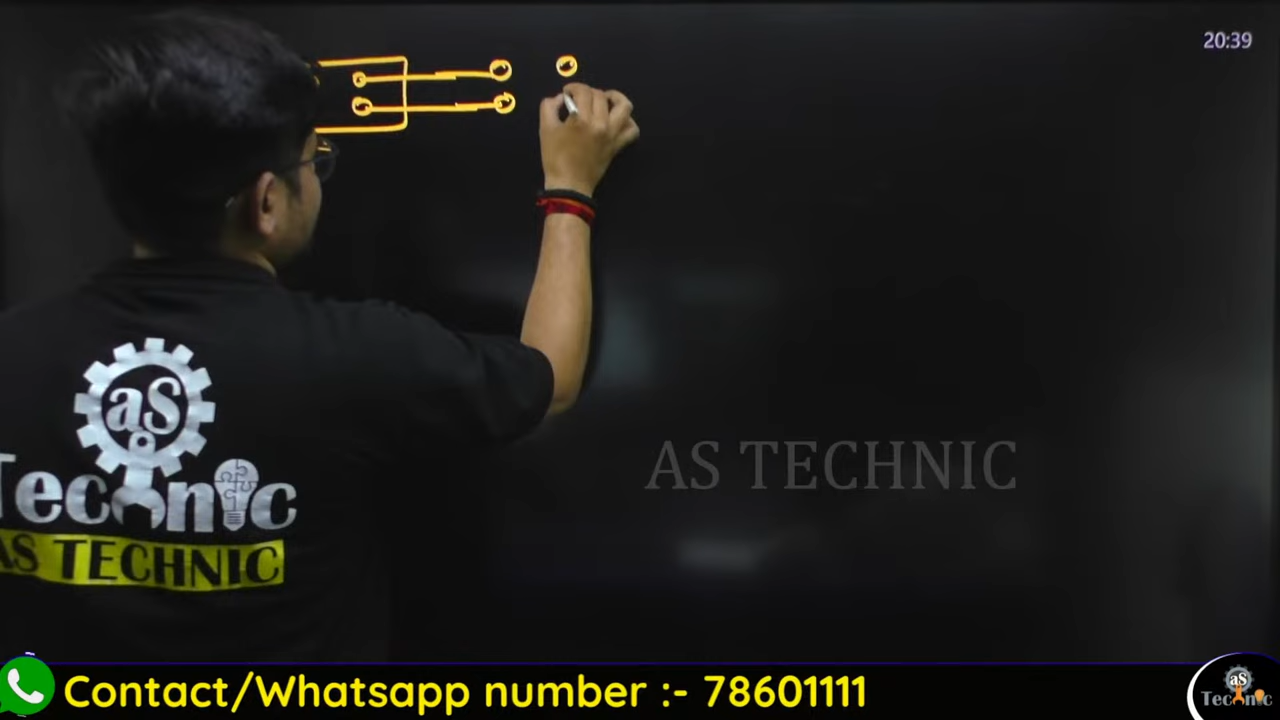 20:39
aS
Tecnic
AS TECHNIC
AS TECHNIC
Contact/Whatsapp number :- 78601111
aS
Tecnic